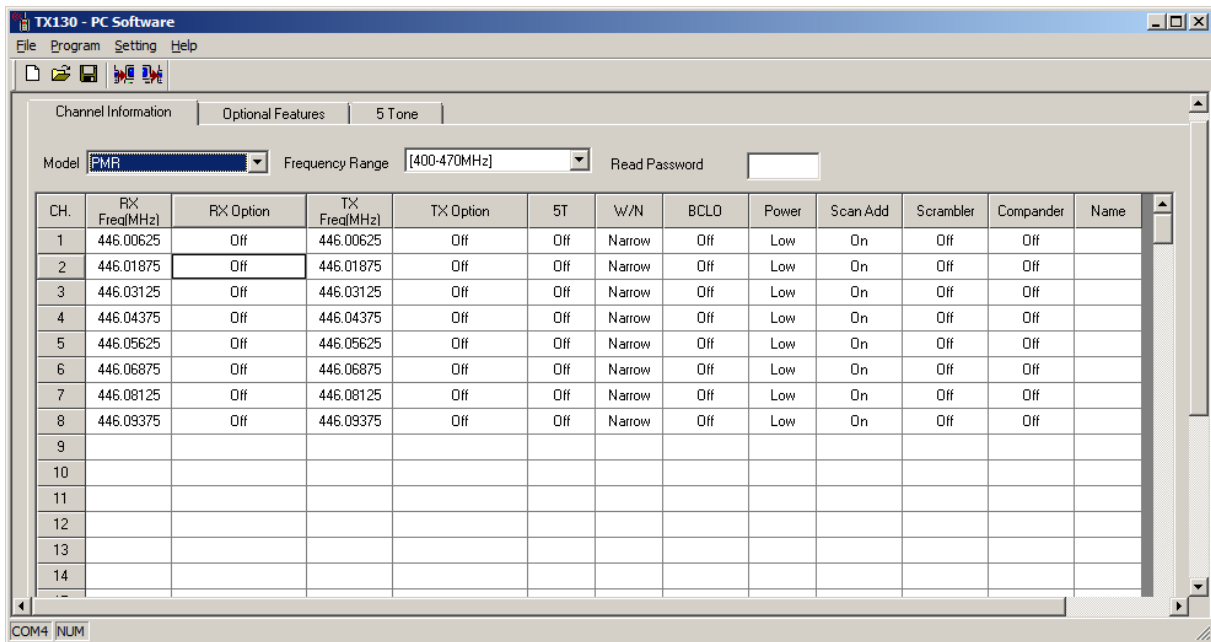 TX130 - PC Software
File Program Setting Help
Channel Information Optional Features 5 Tone
Model PMR Frequency Range [400-470MHz] Read Password
CH. RX Freq(MHz) RX Option TX Freq(MHz) TX Option 5T W/N BCLO Power Scan Add Scrambler Compander Name
1 446.00625 Off 446.00625 Off Off Narrow Off Low On Off Off
2 446.01875 Off 446.01875 Off Off Narrow Off Low On Off Off
3 446.03125 Off 446.03125 Off Off Narrow Off Low On Off Off
4 446.04375 Off 446.04375 Off Off Narrow Off Low On Off Off
5 446.05625 Off 446.05625 Off Off Narrow Off Low On Off Off
6 446.06875 Off 446.06875 Off Off Narrow Off Low On Off Off
7 446.08125 Off 446.08125 Off Off Narrow Off Low On Off Off
8 446.09375 Off 446.09375 Off Off Narrow Off Low On Off Off
9
10
11
12
13
14
COM4 NUM